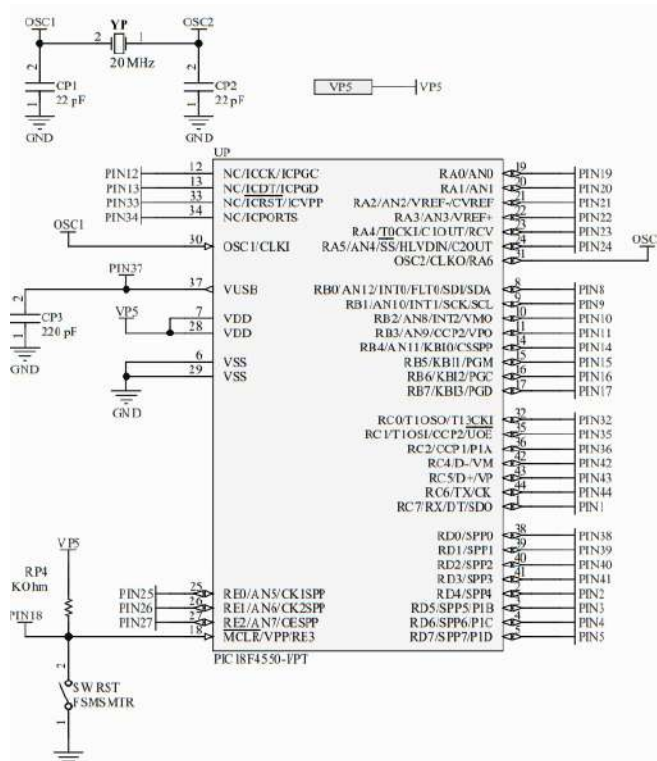 OSC1
YP
OSC2
2
1
20 MHz
2
CP1
1
22 pF
GND
2
CP2
1
22 pF
GND
VP5
VP5
UP
PIN12
12
NC/ICCK/ICPGC
PIN13
13
NC/ICDT/ICPGD
PIN33
33
NC/ICRST/ICVPP
PIN34
34
NC/ICPORTS
OSC1
30
OSC1/CLKI
PIN37
37
VUSB
2
CP3
1
220 pF
GND
VP5
7
VDD
28
VDD
6
VSS
29
VSS
GND
RA0/AN0
19
PIN19
RA1/AN1
20
PIN20
RA2/AN2/VREF-/CVREF
21
PIN21
RA3/AN3/VREF+
22
PIN22
RA4/T0CKI/C1OUT/RCV
23
PIN23
RA5/AN4/SS/HLVDIN/C2OUT
24
PIN24
OSC2/CLKO/RA6
31
OSC
RB0/AN12/INT0/FLT0/SDI/SDA
8
PIN8
RB1/AN10/INT1/SCK/SCL
9
PIN9
RB2/AN8/INT2/VMO
10
PIN10
RB3/AN9/CCP2/VPO
11
PIN11
RB4/AN11/KBI0/CSSPP
14
PIN14
RB5/KBI1/PGM
15
PIN15
RB6/KBI2/PGC
16
PIN16
RB7/KBI3/PGD
17
PIN17
RC0/T1OSO/T13CKI
32
PIN32
RC1/T1OSI/CCP2/UOE
35
PIN35
RC2/CCP1/P1A
36
PIN36
RC4/D-/VM
42
PIN42
RC5/D+/VP
43
PIN43
RC6/TX/CK
44
PIN44
RC7/RX/DT/SDO
1
PIN1
RD0/SPP0
38
PIN38
RD1/SPP1
39
PIN39
RD2/SPP2
40
PIN40
RD3/SPP3
41
PIN41
RD4/SPP4
2
PIN2
RD5/SPP5/P1B
3
PIN3
RD6/SPP6/P1C
4
PIN4
RD7/SPP7/P1D
5
PIN5
VP5
RP4
KOhm
PIN18
PIN25
25
RE0/AN5/CK1SPP
PIN26
26
RE1/AN6/CK2SPP
PIN27
27
RE2/AN7/OESPP
18
MCLR/VPP/RE3
PIC18F4550-I/PT
2
SW RST
FSMSMTR
1